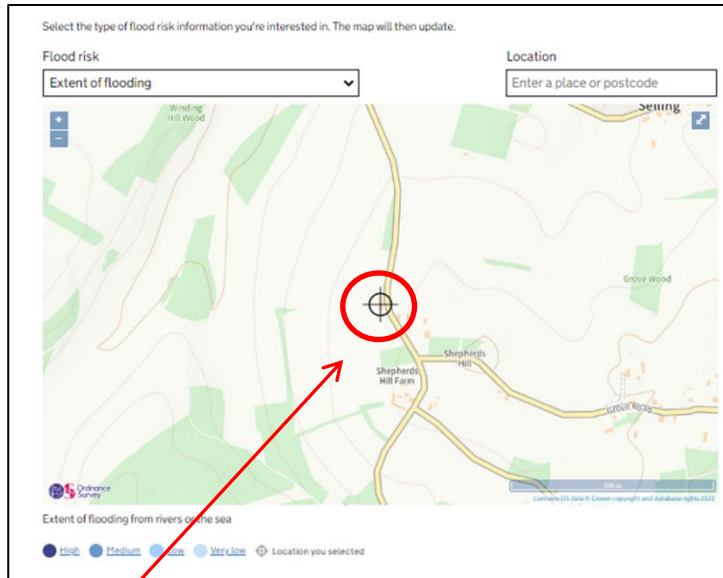 Select the type of flood risk information you're interested in. The map will then update.
Flood risk
Location
Extent of flooding
Enter a place or postcode
Winding
Hill Wood
Selling
+
−
Grove Wood
Shepherds
Hill
Shepherds
Hill Farm
Grove Road
Ordnance
Survey
500 m
Contains OS data © Crown copyright and database rights 2022
Extent of flooding from rivers or the sea
High Medium Low Very low Location you selected